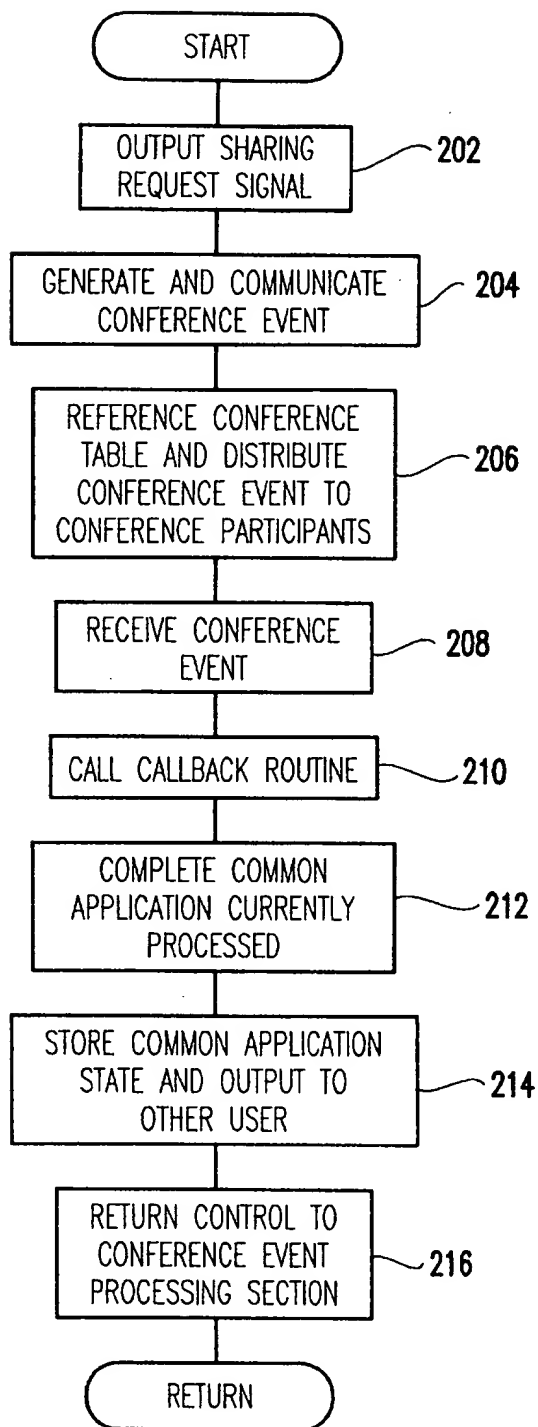 START
OUTPUT SHARING
REQUEST SIGNAL
202
GENERATE AND COMMUNICATE
CONFERENCE EVENT
204
REFERENCE CONFERENCE
TABLE AND DISTRIBUTE
CONFERENCE EVENT TO
CONFERENCE PARTICIPANTS
206
RECEIVE CONFERENCE
EVENT
208
CALL CALLBACK ROUTINE
210
COMPLETE COMMON
APPLICATION CURRENTLY
PROCESSED
212
STORE COMMON APPLICATION
STATE AND OUTPUT TO
OTHER USER
214
RETURN CONTROL TO
CONFERENCE EVENT
PROCESSING SECTION
216
RETURN